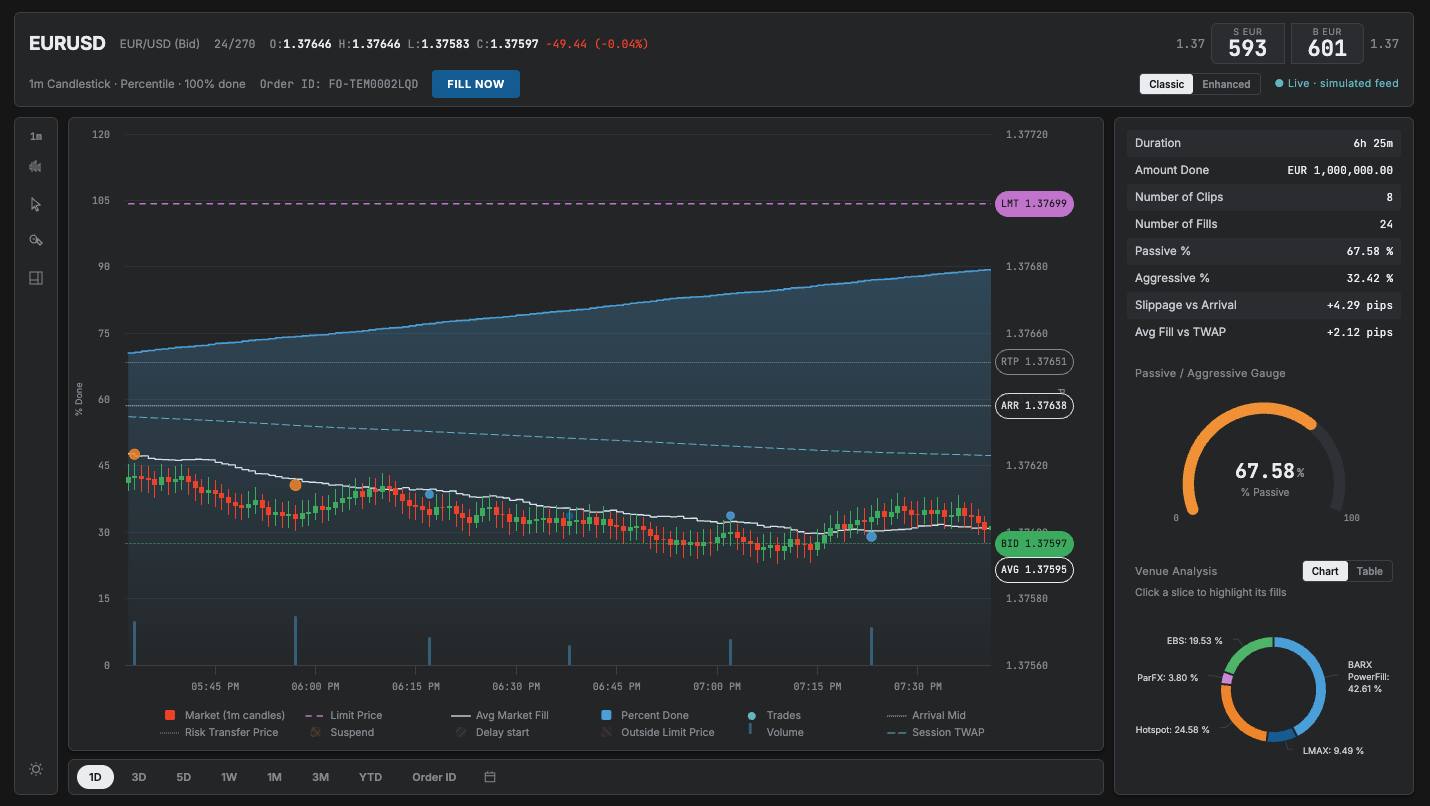 EURUSD EUR/USD (Bid) 24/270 O:1.37646 H:1.37646 L:1.37583 C:1.37597 -49.44 (-0.04%)
1.37
S EUR
593
B EUR
601
1.37
1m Candlestick · Percentile · 100% done Order ID: FO-TEM0002LQD FILL NOW
Classic Enhanced
Live · simulated feed
1m
% Done
120
105
90
75
60
45
30
15
0
1.37720
LMT 1.37699
1.37680
1.37660
RTP 1.37651
ARR 1.37638
1.37620
BID 1.37597
AVG 1.37595
1.37580
1.37560
05:45 PM 06:00 PM 06:15 PM 06:30 PM 06:45 PM 07:00 PM 07:15 PM 07:30 PM
Market (1m candles) Limit Price Avg Market Fill Percent Done Trades Arrival Mid
Risk Transfer Price Suspend Delay start Outside Limit Price Volume Session TWAP
1D 3D 5D 1W 1M 3M YTD Order ID
Duration 6h 25m
Amount Done EUR 1,000,000.00
Number of Clips 8
Number of Fills 24
Passive % 67.58 %
Aggressive % 32.42 %
Slippage vs Arrival +4.29 pips
Avg Fill vs TWAP +2.12 pips
Passive / Aggressive Gauge
67.58%
% Passive
0 100
Venue Analysis
Chart Table
Click a slice to highlight its fills
EBS: 19.53 %
ParFX: 3.80 %
Hotspot: 24.58 %
BARX
PowerFill:
42.61 %
LMAX: 9.49 %